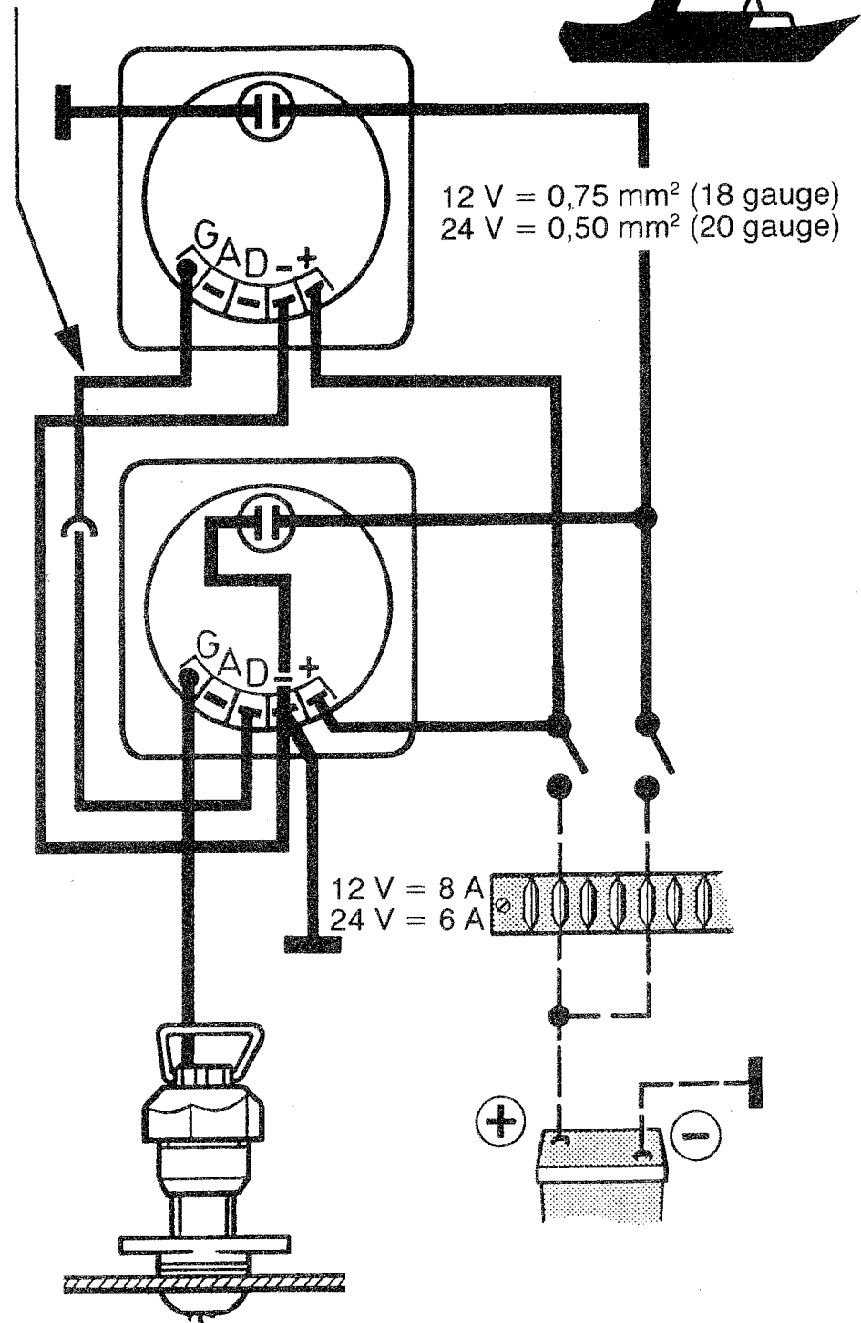 12 V = 0,75 mm² (18 gauge)
24 V = 0,50 mm² (20 gauge)
G A D - +
G A D - +
12 V = 8 A
24 V = 6 A
+ -